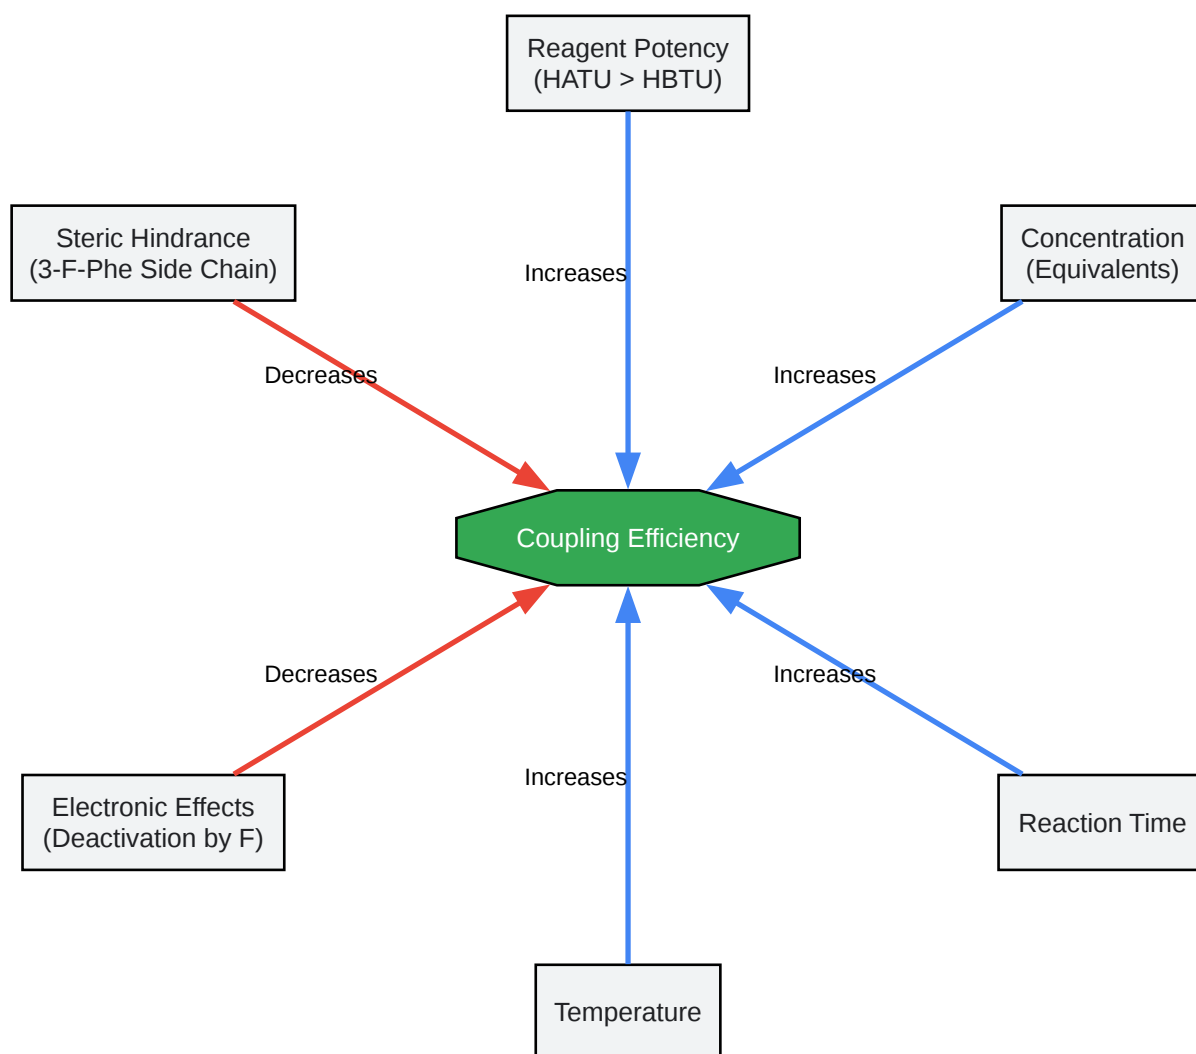 Reagent Potency
(HATU > HBTU)
Steric Hindrance
(3-F-Phe Side Chain)
Concentration
(Equivalents)
Increases
Decreases
Increases
Coupling Efficiency
Decreases
Increases
Increases
Electronic Effects
(Deactivation by F)
Reaction Time
Temperature